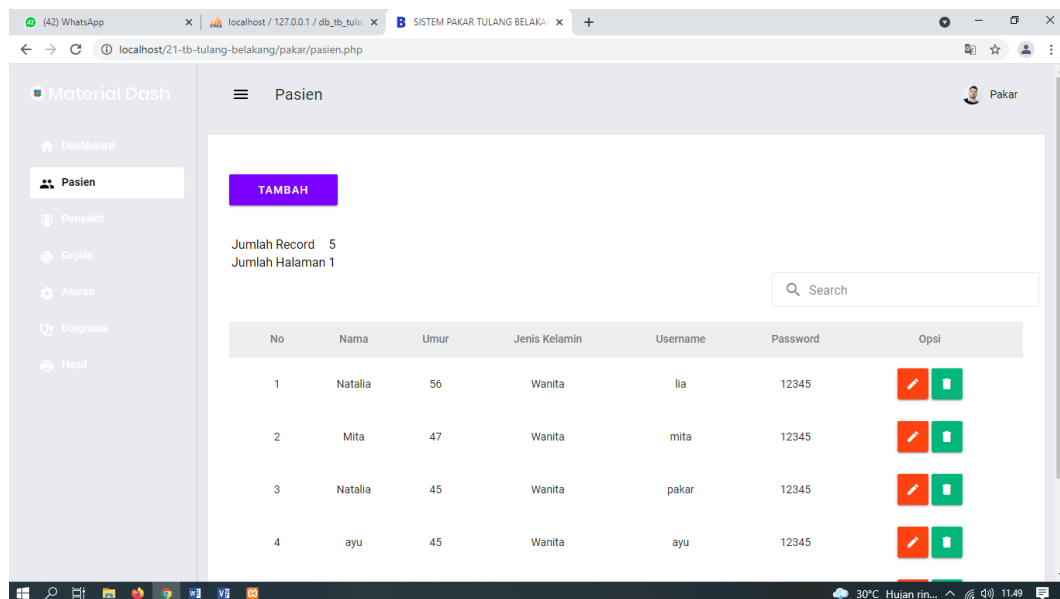 (42) WhatsApp
localhost / 127.0.0.1 / db_tb_tula
SISTEM PAKAR TULANG BELAKA
localhost/21-tb-tulang-belakang/pakar/pasien.php
Material Dash
Pasien
Pakar
Dashboard
Pasien
Penyakit
Gejala
Aturan
Diagnosa
Hasil
TAMBAH
Jumlah Record 5
Jumlah Halaman 1
Search
No Nama Umur Jenis Kelamin Username Password Opsi
1 Natalia 56 Wanita lia 12345
2 Mita 47 Wanita mita 12345
3 Natalia 45 Wanita pakar 12345
4 ayu 45 Wanita ayu 12345
30°C Hujan rin... 11.49